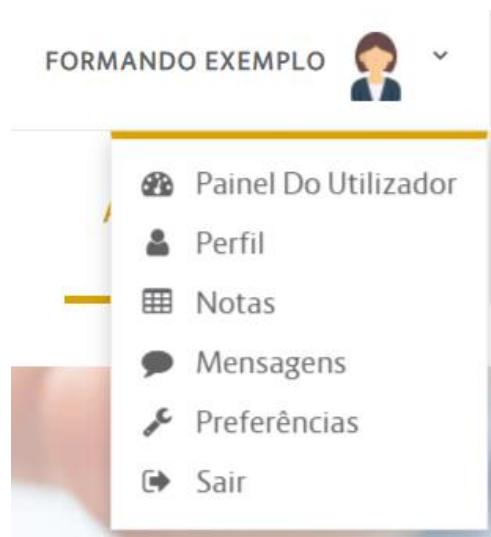 FORMANDO EXEMPLO
Painel Do Utilizador
Perfil
Notas
Mensagens
Preferências
Sair